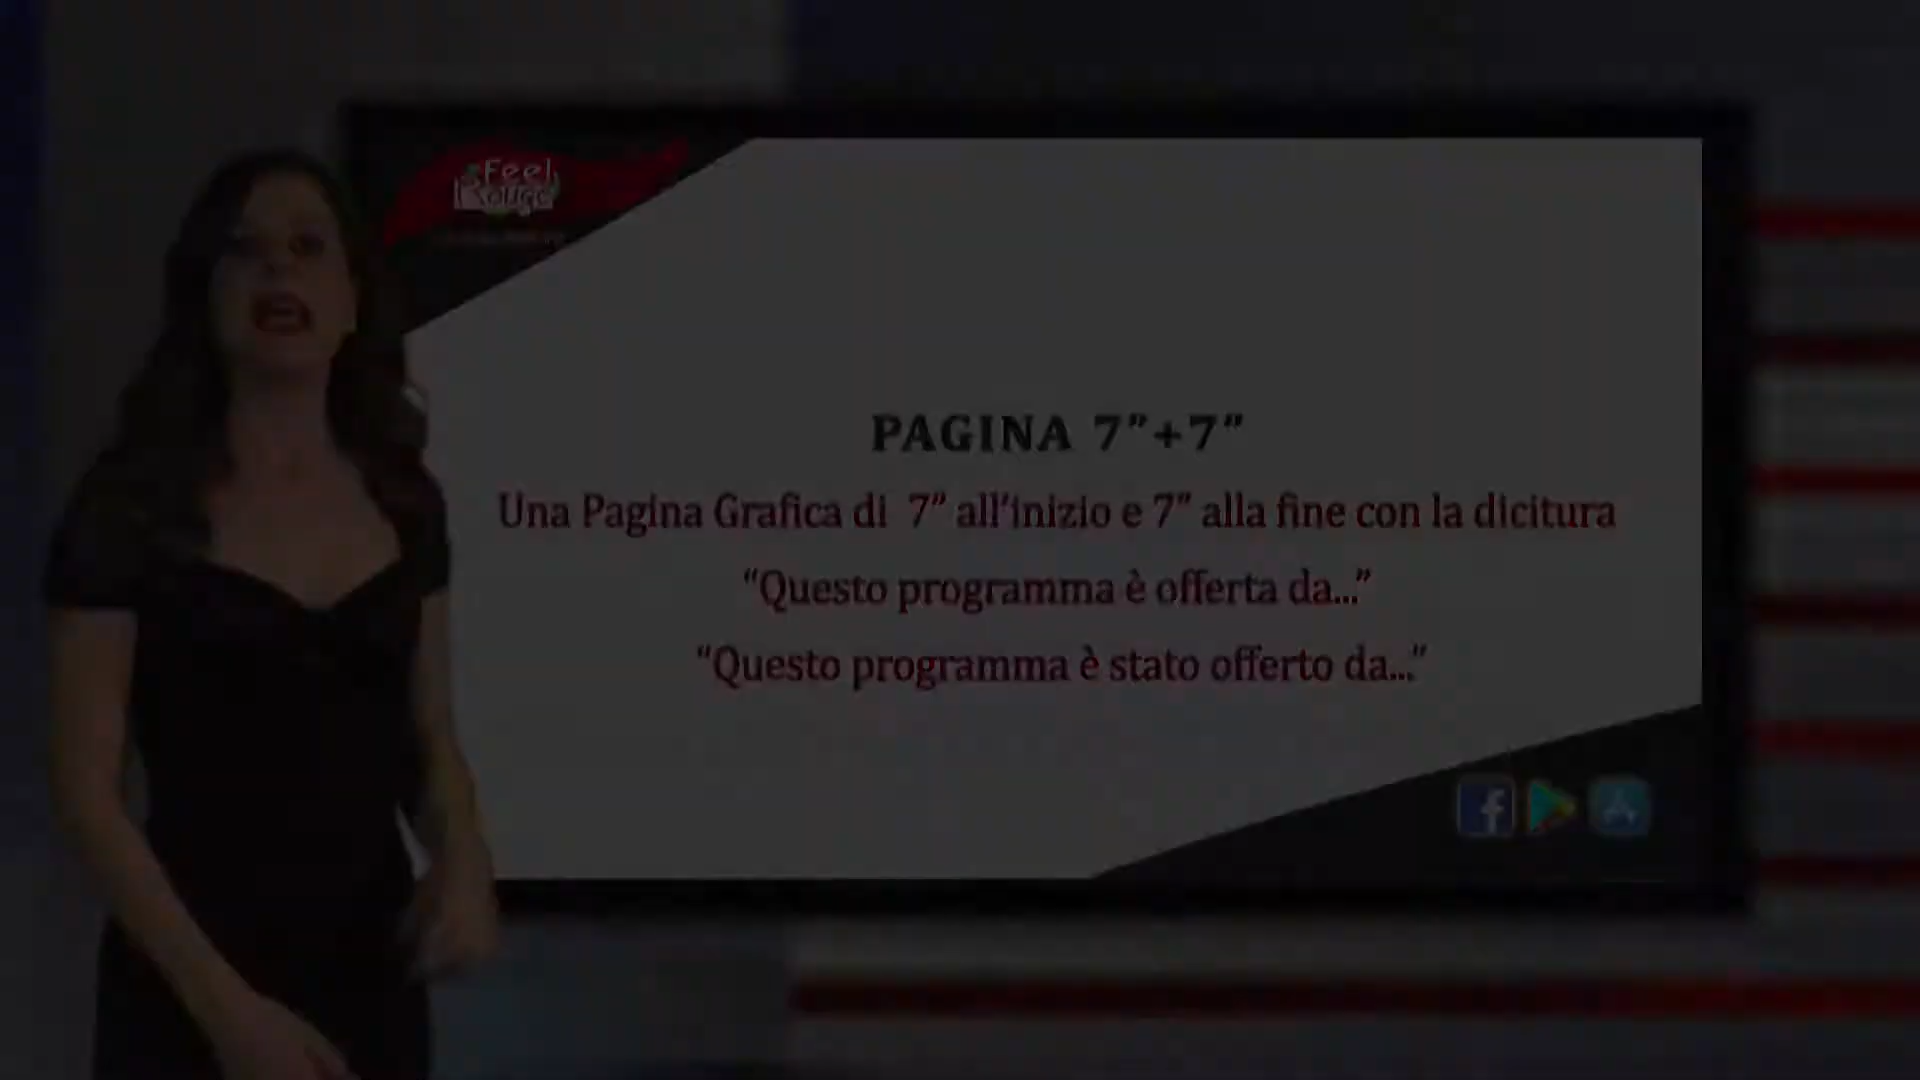 Feel
Rouge
PAGINA 7”+7”
Una Pagina Grafica di 7” all’inizio e 7” alla fine con la dicitura
“Questo programma è offerta da...”
“Questo programma è stato offerto da...”